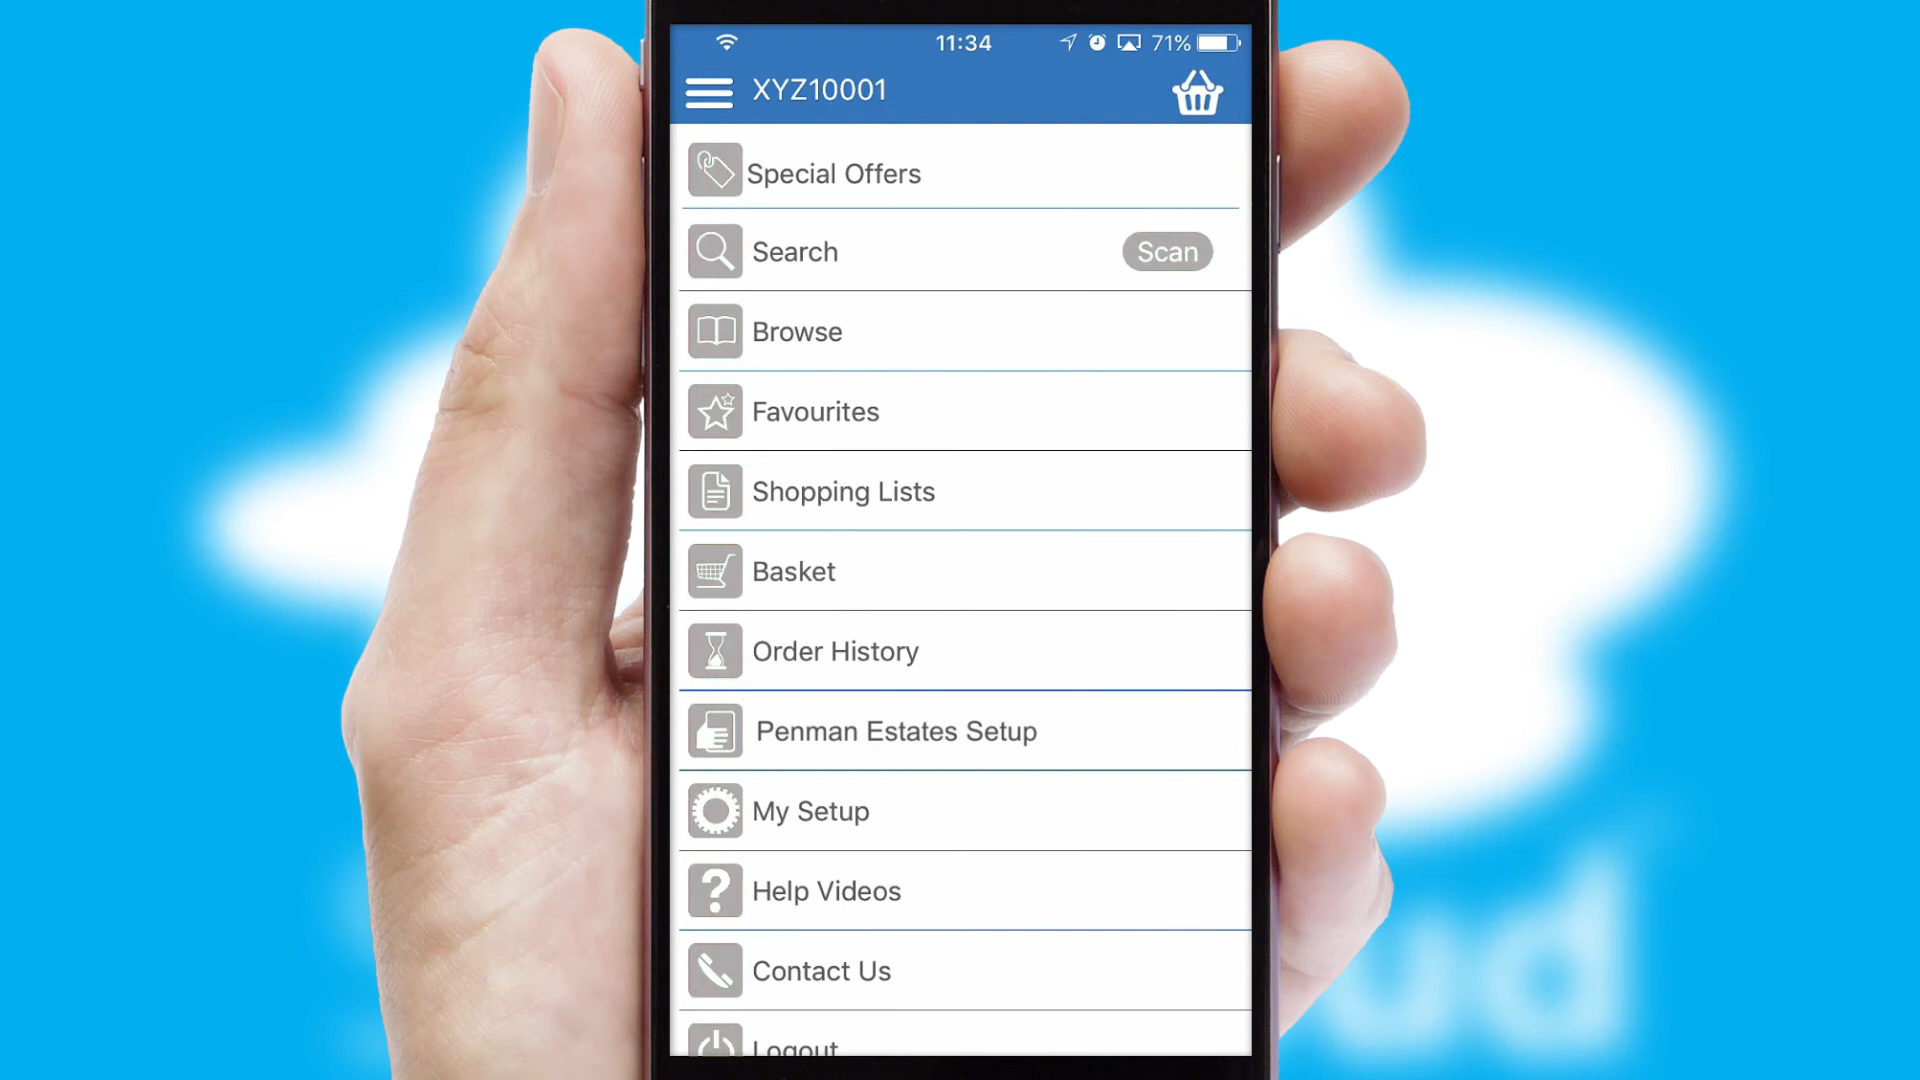 11:34
71%
XYZ10001
Special Offers
Search
Scan
Browse
Favourites
Shopping Lists
Basket
Order History
Penman Estates Setup
My Setup
Help Videos
Contact Us
Logout